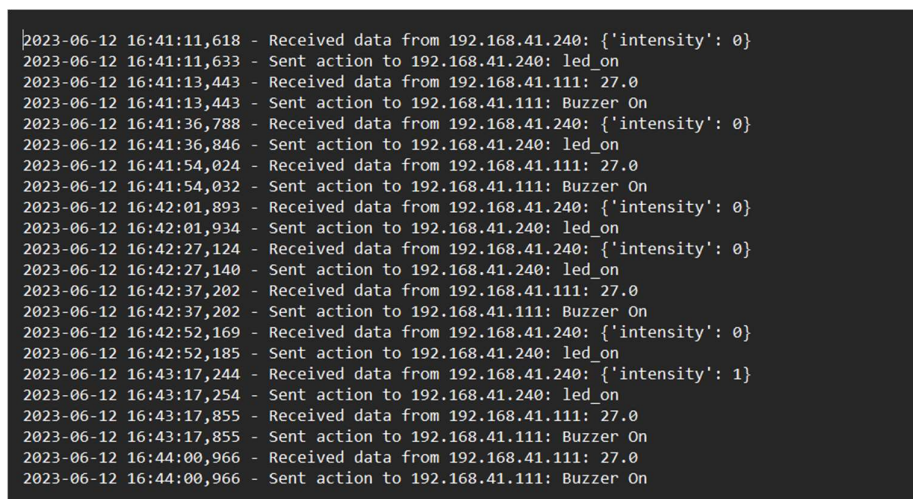 2023-06-12 16:41:11,618 - Received data from 192.168.41.240: {'intensity': 0}
2023-06-12 16:41:11,633 - Sent action to 192.168.41.240: led_on
2023-06-12 16:41:13,443 - Received data from 192.168.41.111: 27.0
2023-06-12 16:41:13,443 - Sent action to 192.168.41.111: Buzzer On
2023-06-12 16:41:36,788 - Received data from 192.168.41.240: {'intensity': 0}
2023-06-12 16:41:36,846 - Sent action to 192.168.41.240: led_on
2023-06-12 16:41:54,024 - Received data from 192.168.41.111: 27.0
2023-06-12 16:41:54,032 - Sent action to 192.168.41.111: Buzzer On
2023-06-12 16:42:01,893 - Received data from 192.168.41.240: {'intensity': 0}
2023-06-12 16:42:01,934 - Sent action to 192.168.41.240: led_on
2023-06-12 16:42:27,124 - Received data from 192.168.41.240: {'intensity': 0}
2023-06-12 16:42:27,140 - Sent action to 192.168.41.240: led_on
2023-06-12 16:42:37,202 - Received data from 192.168.41.111: 27.0
2023-06-12 16:42:37,202 - Sent action to 192.168.41.111: Buzzer On
2023-06-12 16:42:52,169 - Received data from 192.168.41.240: {'intensity': 0}
2023-06-12 16:42:52,185 - Sent action to 192.168.41.240: led_on
2023-06-12 16:43:17,244 - Received data from 192.168.41.240: {'intensity': 1}
2023-06-12 16:43:17,254 - Sent action to 192.168.41.240: led_on
2023-06-12 16:43:17,855 - Received data from 192.168.41.111: 27.0
2023-06-12 16:43:17,855 - Sent action to 192.168.41.111: Buzzer On
2023-06-12 16:44:00,966 - Received data from 192.168.41.111: 27.0
2023-06-12 16:44:00,966 - Sent action to 192.168.41.111: Buzzer On